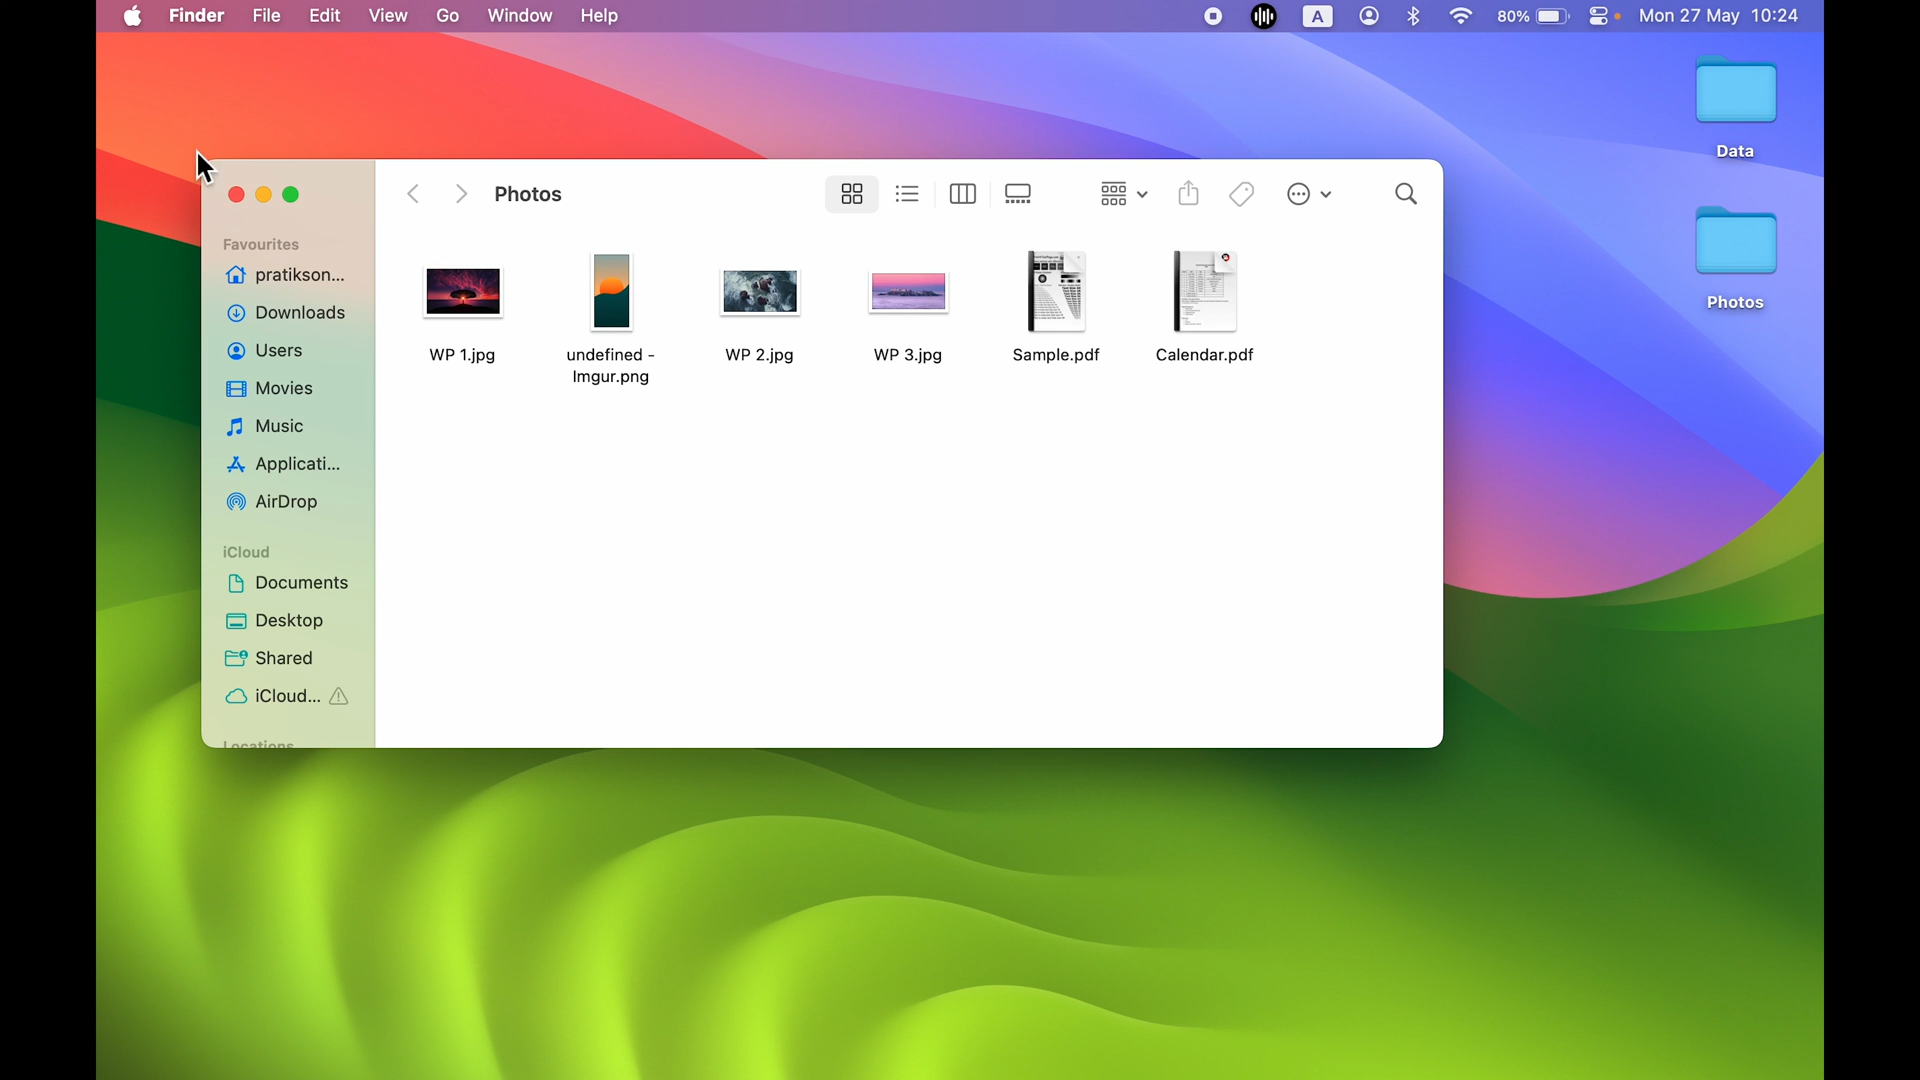 Finder File Edit View Go Window Help A 80% Mon 27 May 10:24
Data
Photos
Photos
Favourites
pratikson...
Downloads
Users
Movies
Music
Applicati...
AirDrop
iCloud
Documents
Desktop
Shared
iCloud...
Locations
WP 1.jpg
undefined -
Imgur.png
WP 2.jpg
WP 3.jpg
Sample.pdf
Calendar.pdf